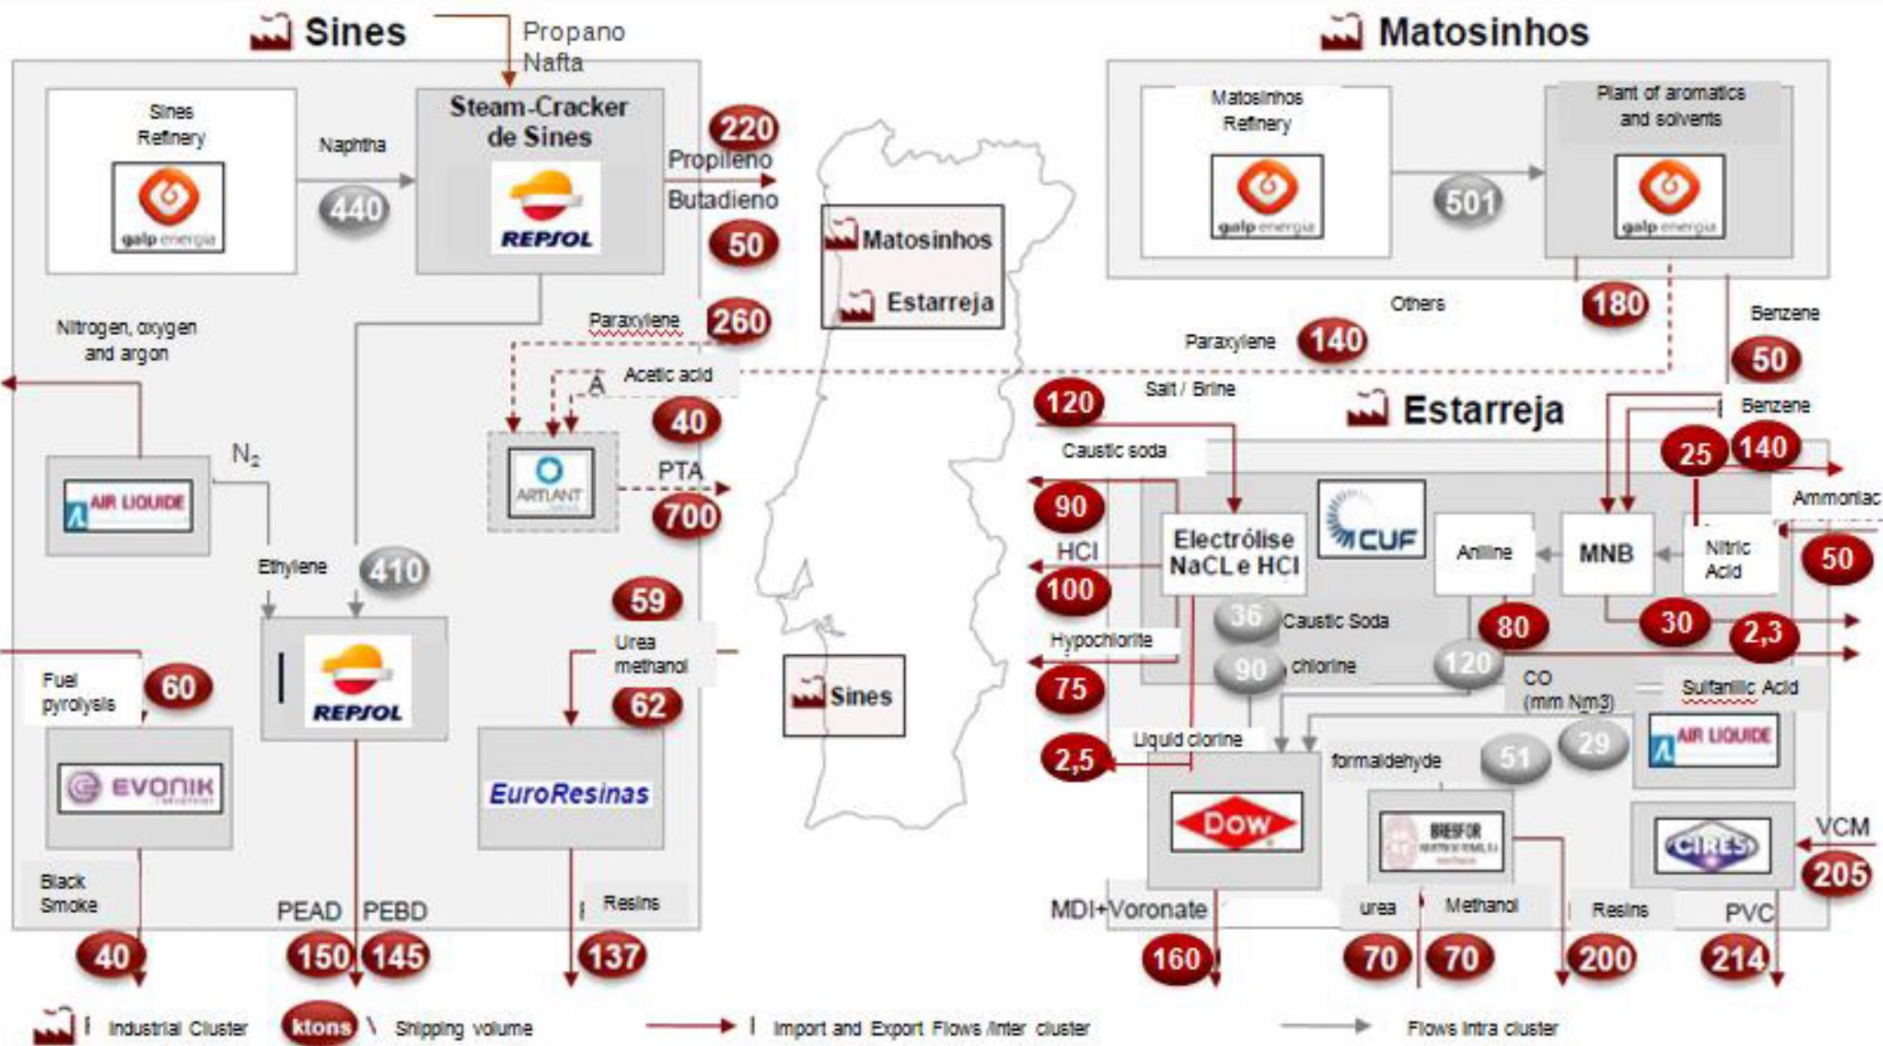 Sines
Propano
Nafta
Sines
Refinery
galp energia
Naphtha
440
Steam-Cracker
de Sines
REPSOL
220
Propileno
Butadieno
50
Paraxylene
260
Nitrogen, oxygen
and argon
A
Acetic acid
40
ARTLANT
PTA
700
N2
AIR LIQUIDE
Ethylene
410
REPSOL
59
Urea
methanol
62
Fuel
pyrolysis
60
EVONIK
EuroResinas
Black
Smoke
40
PEAD
PEBD
150
145
Resins
137
Matosinhos
Estarreja
Sines
Matosinhos
Matosinhos
Refinery
galp energia
501
Plant of aromatics
and solvents
galp energia
Others
180
Benzene
50
Paraxylene
140
Salt / Brine
120
Estarreja
Benzene
25
140
Caustic soda
90
Ammoniac
50
HCl
100
Electrólise
NaCL e HCl
CUF
Aniline
MNB
Nitric
Acid
36
Caustic Soda
80
30
2,3
Hypochlorite
75
90
chlorine
120
CO
(mm Nm3)
Sulfanilic Acid
Liquid clorine
2,5
formaldehyde
51
29
AIR LIQUIDE
Dow
BRESFOR
CIRES
VCM
205
MDI+Voronate
160
urea
70
Methanol
70
Resins
200
PVC
214
Industrial Cluster
ktons
Shipping volume
Import and Export Flows /Inter cluster
Flows Intra cluster